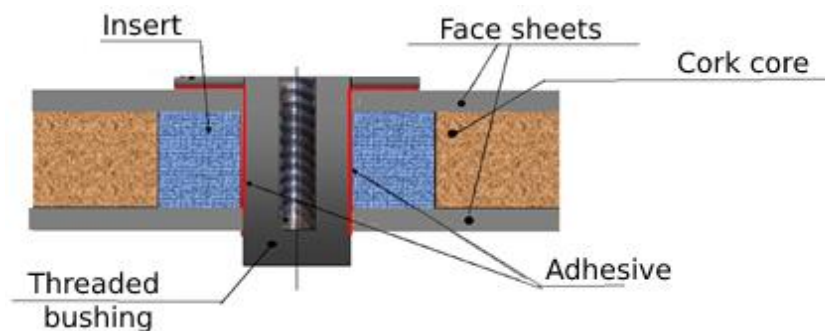 Insert
Face sheets
Cork core
Adhesive
Threaded
bushing